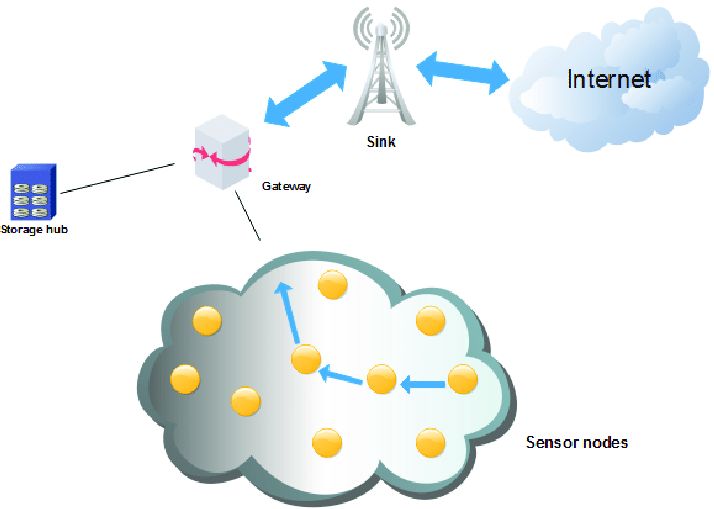 Internet
Sink
Gateway
Storage hub
Sensor nodes